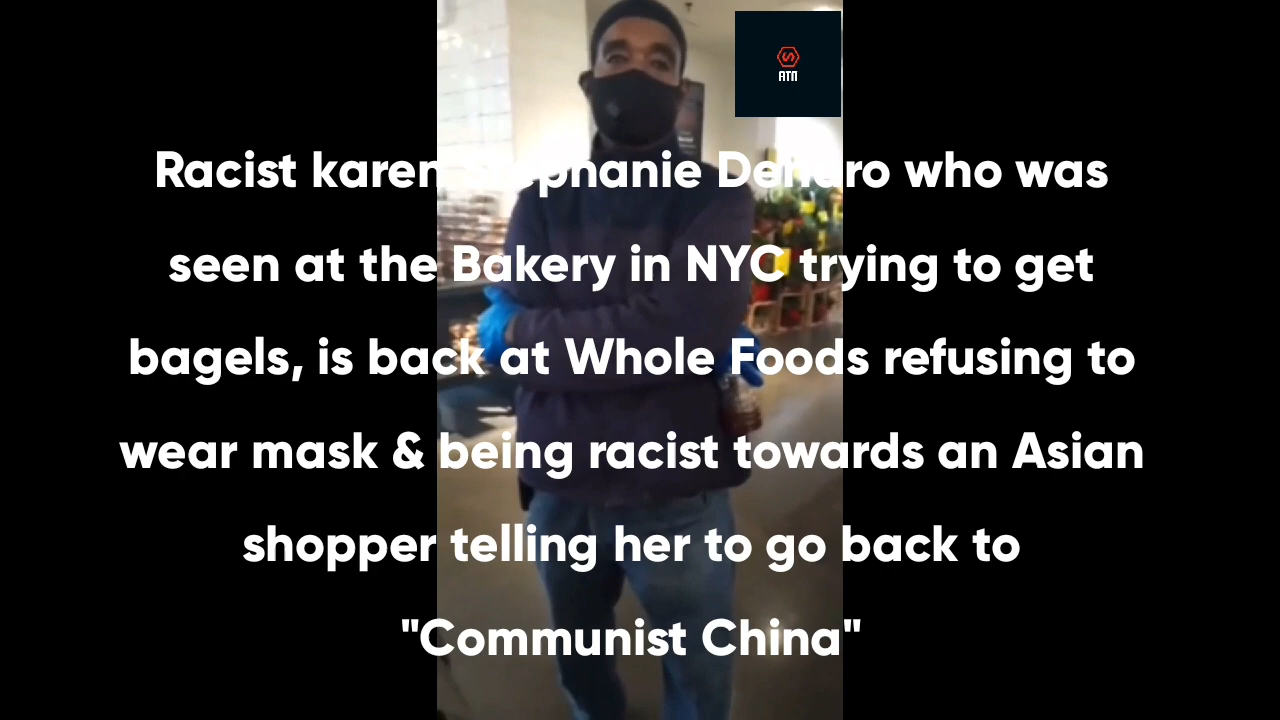 ATN
Racist karen Stephanie who was
seen at the Bakery in NYC trying to get
bagels, is back at Whole Foods refusing to
wear mask & being racist towards an Asian
shopper telling her to go back to
"Communist China"